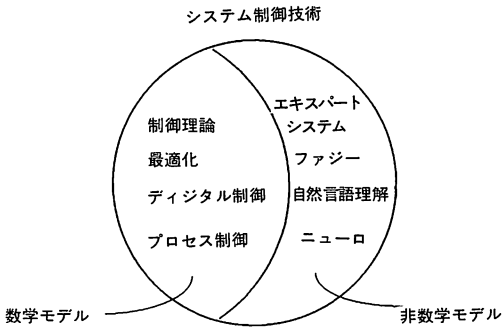 システム制御技術
制御理論
最適化
ディジタル制御
プロセス制御
エキスパート
システム
ファジー
自然言語理解
ニューロ
数学モデル
非数学モデル